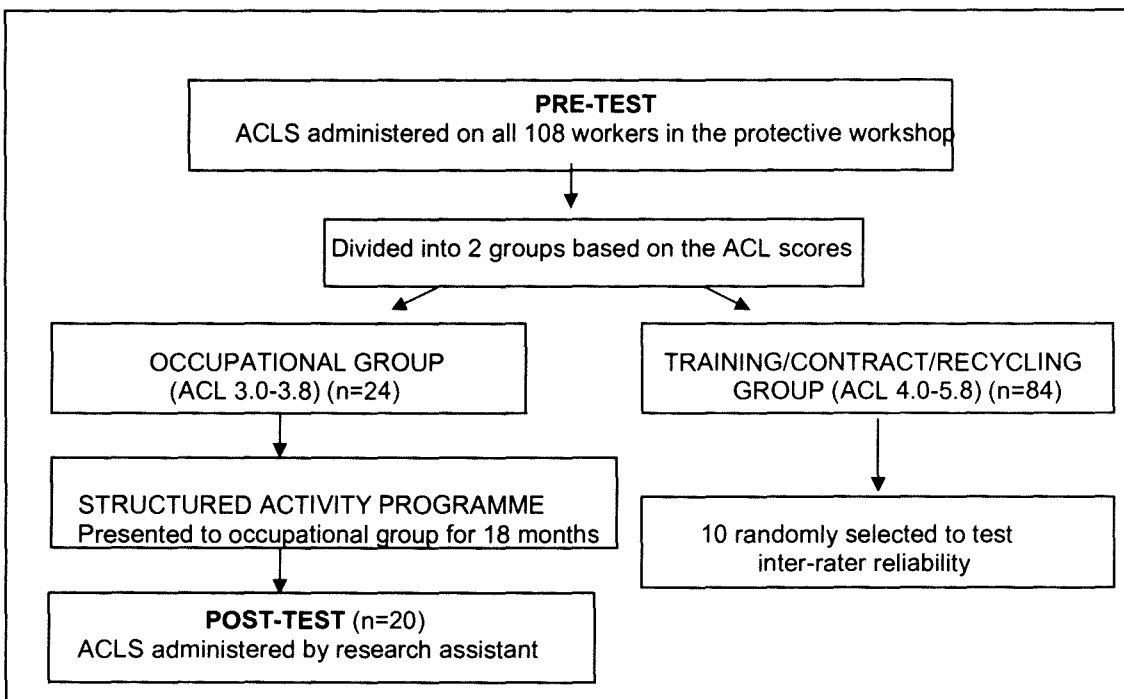 PRE-TEST
ACLS administered on all 108 workers in the protective workshop
Divided into 2 groups based on the ACL scores
OCCUPATIONAL GROUP
(ACL 3.0-3.8) (n=24)
TRAINING/CONTRACT/RECYCLING
GROUP (ACL 4.0-5.8) (n=84)
STRUCTURED ACTIVITY PROGRAMME
Presented to occupational group for 18 months
10 randomly selected to test
inter-rater reliability
POST-TEST (n=20)
ACLS administered by research assistant